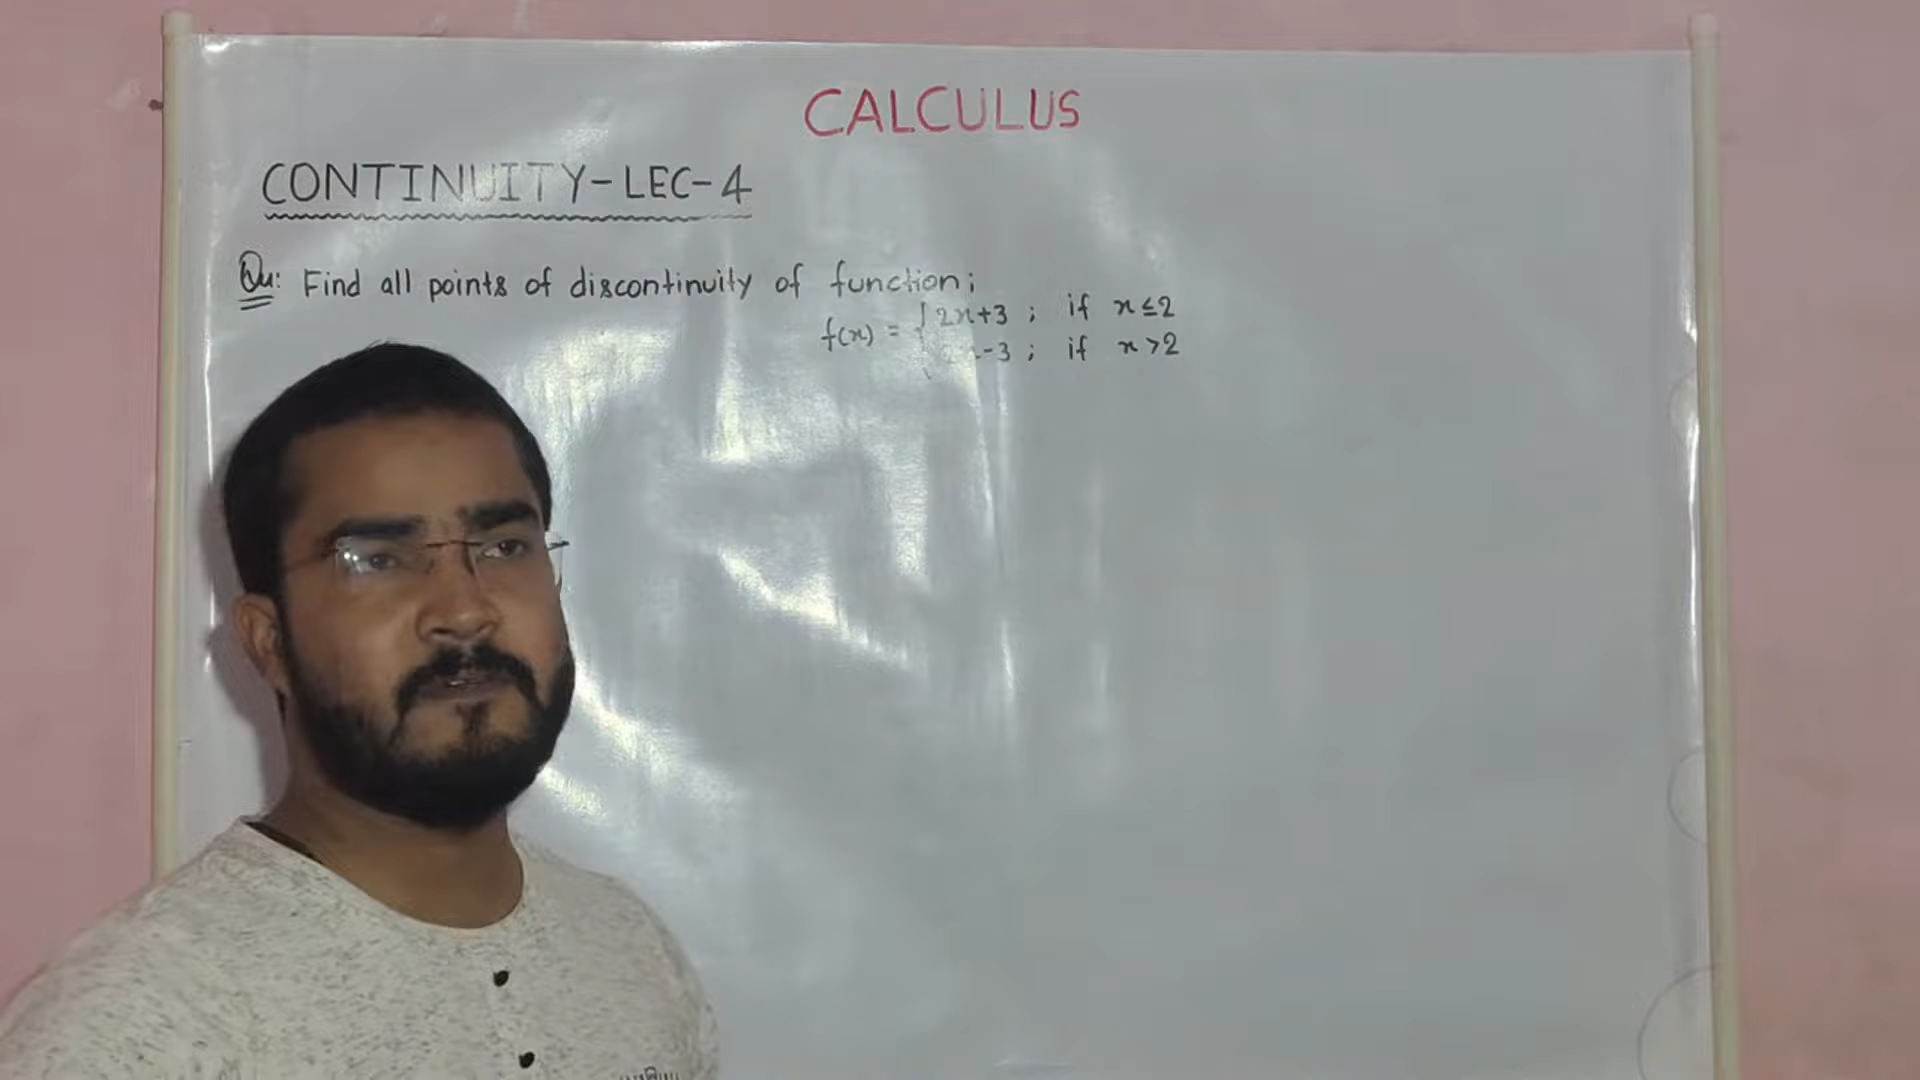 CALCULUS
CONTINUITY-LEC-4
Qu: Find all points of discontinuity of function;
f(x) = { 2x+3 ; if x≤2
-3 ; if x>2